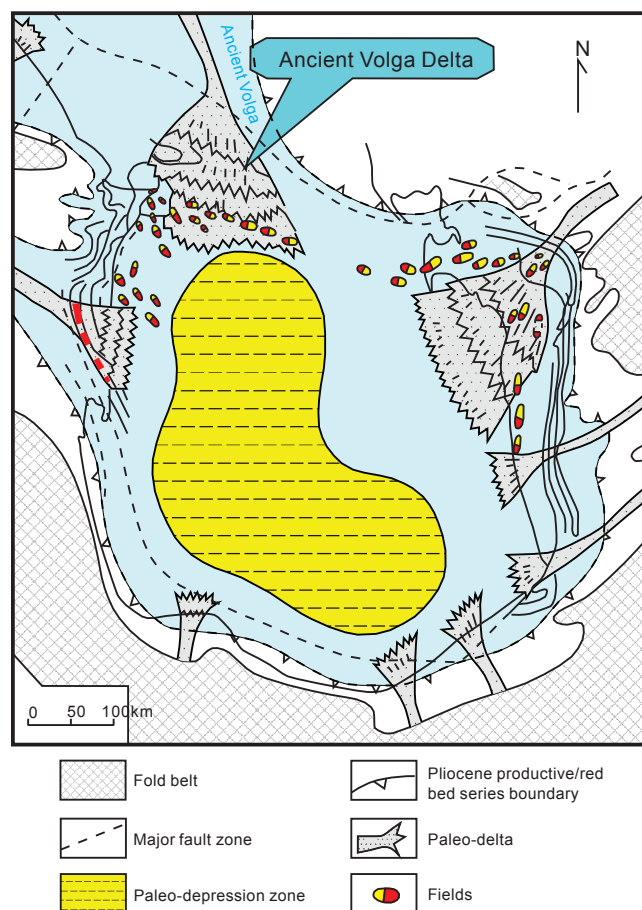 Ancient Volga Delta
N
Ancient Volga
0 50 100km
Fold belt
Pliocene productive/red
bed series boundary
Major fault zone
Paleo-delta
Paleo-depression zone
Fields